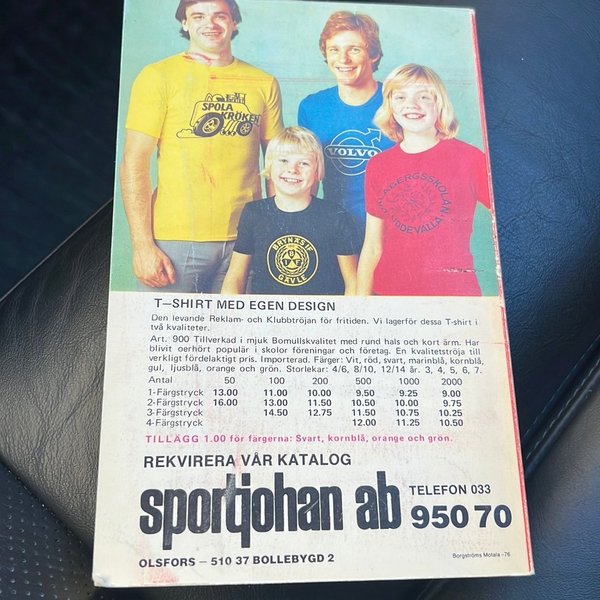 SPOLA
KRÖKEN
VOLVO
BRYNÄS IF
B I F
GÄVLE
UDDEVALLA
T-SHIRT MED EGEN DESIGN
Den levande Reklam- och Klubbtröjan för fritiden. Vi lagerför dessa T-shirt i
två kvaliteter.
Art. 900 Tillverkad i mjuk Bomullskvalitet med rund hals och kort ärm. Har
blivit oerhört populär i skolor föreningar och företag. En kvalitetströja till
verkligt fördelaktigt pris. Importerad. Färger: Vit, röd, svart, marinblå, kornblå,
gul, ljusblå, orange och grön. Storlekar: 4/6, 8/10, 12/14 år. 3, 4, 5, 6, 7.
Antal 50 100 200 500 1000 2000
1-Färgstryck 13.00 11.00 10.00 9.50 9.25 9.00
2-Färgstryck 16.00 13.00 11.50 10.50 10.00 9.75
3-Färgstryck 14.50 12.75 11.50 10.75 10.25
4-Färgstryck 12.00 11.25 10.50
TILLÄGG 1.00 för färgerna: Svart, kornblå, orange och grön.
REKVIRERA VÅR KATALOG
sportjohan ab TELEFON 033
950 70
OLSFORS – 510 37 BOLLEBYGD 2
Borgströms Motala -76